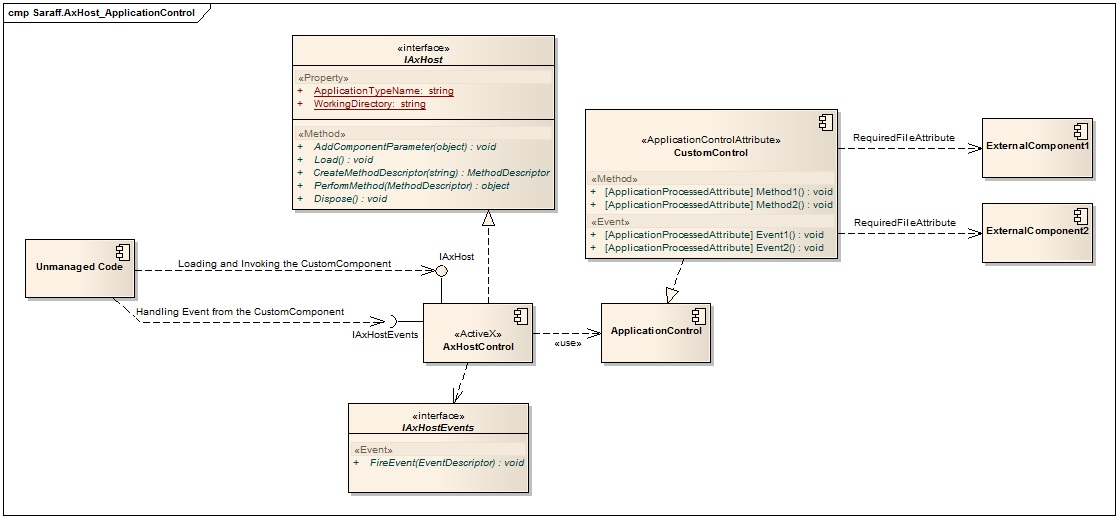 cmp Saraff.AxHost_ApplicationControl
«interface»
IAxHost
«Property»
+ ApplicationTypeName: string
+ WorkingDirectory: string
«Method»
+ AddComponentParameter(object) : void
+ Load() : void
+ CreateMethodDescriptor(string) : MethodDescriptor
+ PerformMethod(MethodDescriptor) : object
+ Dispose() : void
«ApplicationControlAttribute»
CustomControl
«Method»
+ [ApplicationProcessedAttribute] Method1() : void
+ [ApplicationProcessedAttribute] Method2() : void
«Event»
+ [ApplicationProcessedAttribute] Event1() : void
+ [ApplicationProcessedAttribute] Event2() : void
RequiredFileAttribute
ExternalComponent1
RequiredFileAttribute
ExternalComponent2
Unmanaged Code
Loading and Invoking the CustomComponent
IAxHost
Handling Event from the CustomComponent
IAxHostEvents
«ActiveX»
AxHostControl
«use»
ApplicationControl
«interface»
IAxHostEvents
«Event»
+ FireEvent(EventDescriptor) : void